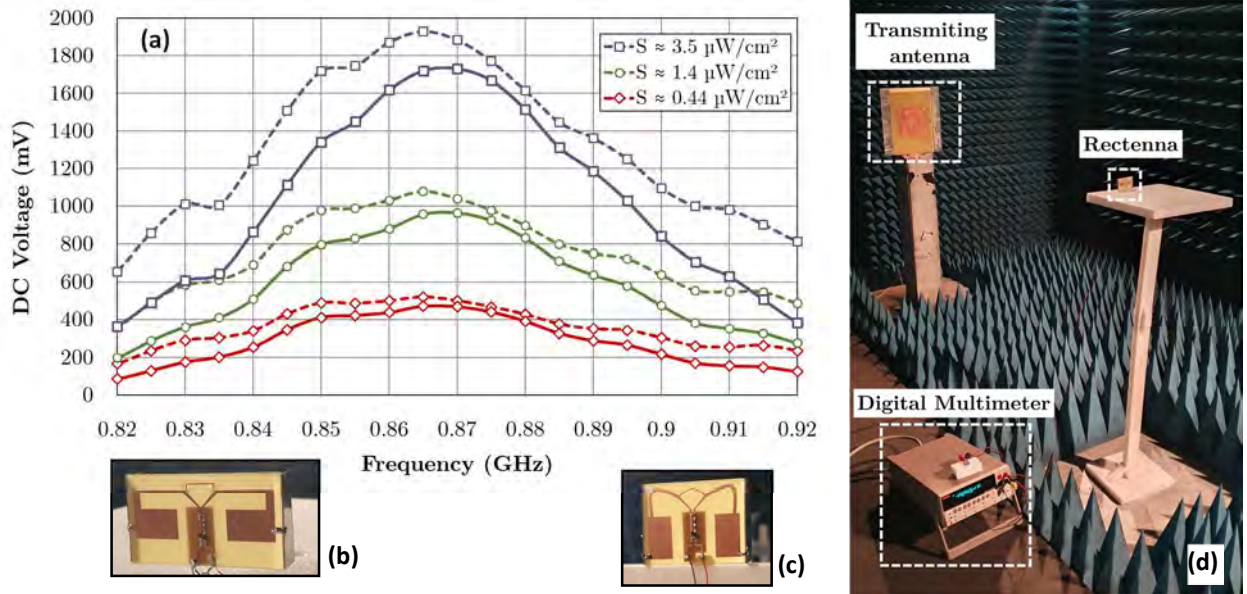 2000
1800
1600
1400
1200
1000
800
600
400
200
0
DC Voltage (mV)
(a)
S ≈ 3.5 µW/cm²
S ≈ 1.4 µW/cm²
S ≈ 0.44 µW/cm²
0.82 0.83 0.84 0.85 0.86 0.87 0.88 0.89 0.9 0.91 0.92
Frequency (GHz)
(b)
(c)
Transmiting
antenna
Rectenna
Digital Multimeter
(d)